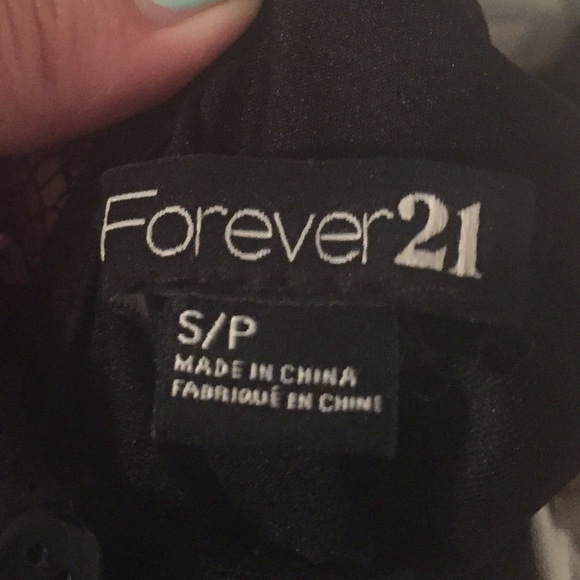 Forever21
S/P
MADE IN CHINA
FABRIQUÉ EN CHINE